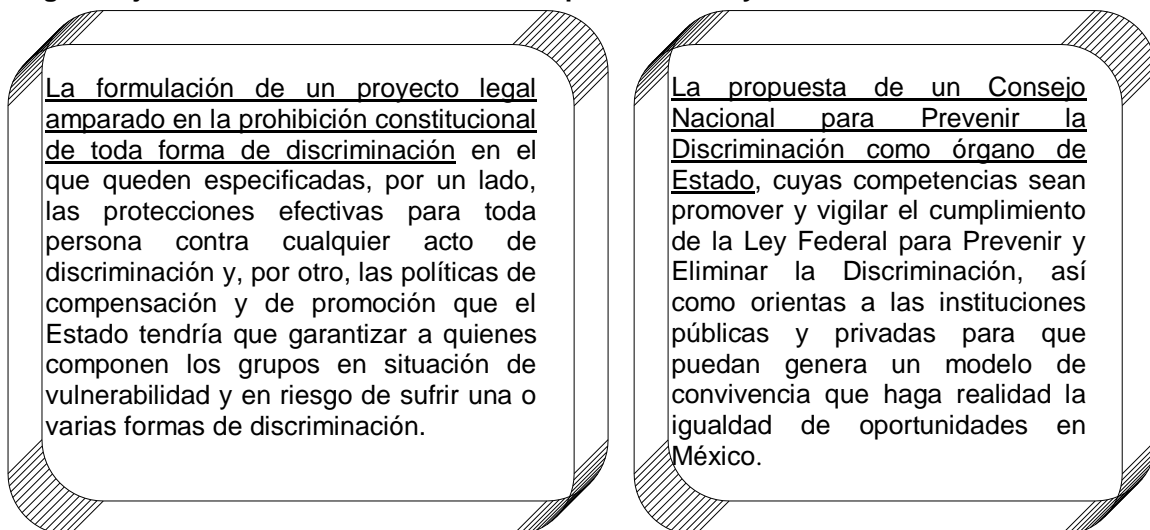 La formulación de un proyecto legal
amparado en la prohibición constitucional
de toda forma de discriminación en el
que queden especificadas, por un lado,
las protecciones efectivas para toda
persona contra cualquier acto de
discriminación y, por otro, las políticas de
compensación y de promoción que el
Estado tendría que garantizar a quienes
componen los grupos en situación de
vulnerabilidad y en riesgo de sufrir una o
varias formas de discriminación.
La propuesta de un Consejo
Nacional para Prevenir la
Discriminación como órgano de
Estado, cuyas competencias sean
promover y vigilar el cumplimiento
de la Ley Federal para Prevenir y
Eliminar la Discriminación, así
como orientas a las instituciones
públicas y privadas para que
puedan genera un modelo de
convivencia que haga realidad la
igualdad de oportunidades en
México.